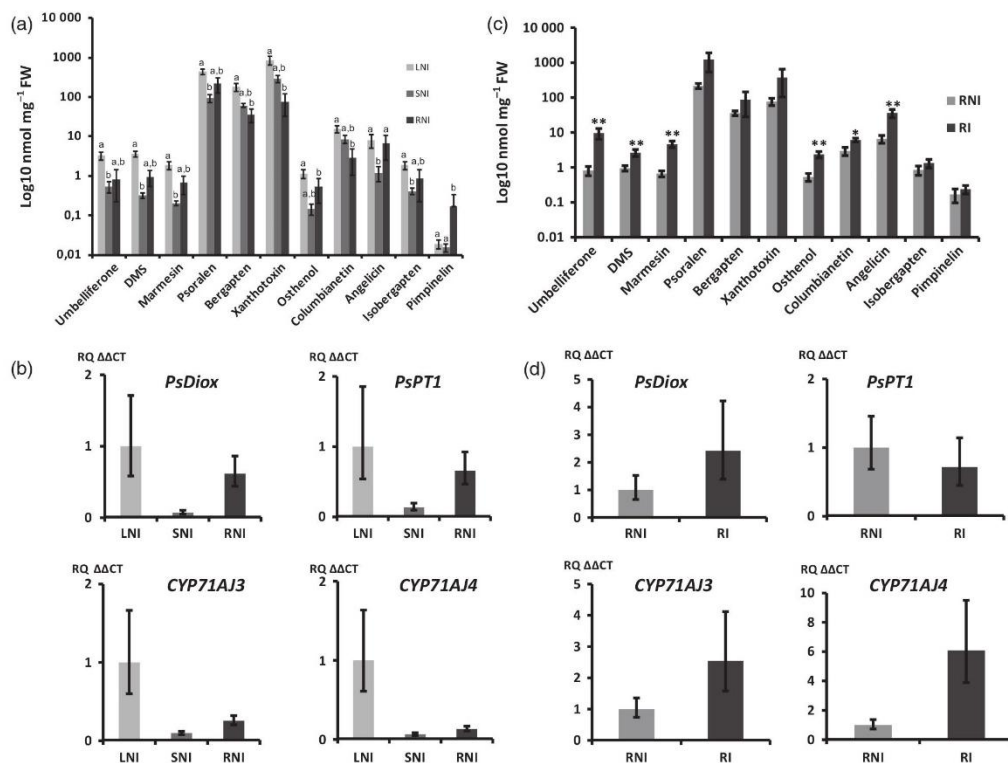 (a)
Log10 nmol mg⁻¹ FW
10 000
1000
100
10
1
0,1
0,01
a a,b b
a b a,b
a b a,b
a b a,b
a b b
a b b
a a,b b
a a,b b
a b a
a b a,b
a a b
LNI
SNI
RNI
Umbelliferone
DMS
Marmesin
Psoralen
Bergapten
Xanthotoxin
Osthenol
Columbianetin
Angelicin
Isobergapten
Pimpinelin
(c)
Log10 nmol mg⁻¹ FW
10 000
1000
100
10
1
0.1
0.01
** ** ** ** * **
RNI
RI
Umbelliferone
DMS
Marmesin
Psoralen
Bergapten
Xanthotoxin
Osthenol
Columbianetin
Angelicin
Isobergapten
Pimpinelin
(b)
RQ ΔΔCT
PsDiox
2
1
0
LNI SNI RNI
RQ ΔΔCT
PsPT1
2
1
0
LNI SNI RNI
RQ ΔΔCT
CYP71AJ3
2
1
0
LNI SNI RNI
RQ ΔΔCT
CYP71AJ4
2
1
0
LNI SNI RNI
(d)
RQ ΔΔCT
PsDiox
5
4
3
2
1
0
RNI RI
RQ ΔΔCT
PsPT1
2
1
0
RNI RI
RQ ΔΔCT
CYP71AJ3
5
4
3
2
1
0
RNI RI
RQ ΔΔCT
CYP71AJ4
10
8
6
4
2
0
RNI RI